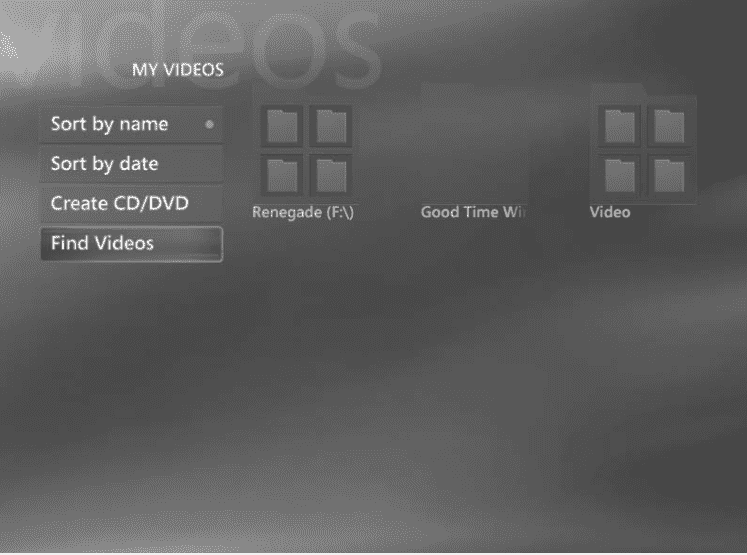 videos
MY VIDEOS
Sort by name
Sort by date
Create CD/DVD
Find Videos
Renegade (F:\)
Good Time Wi
Video